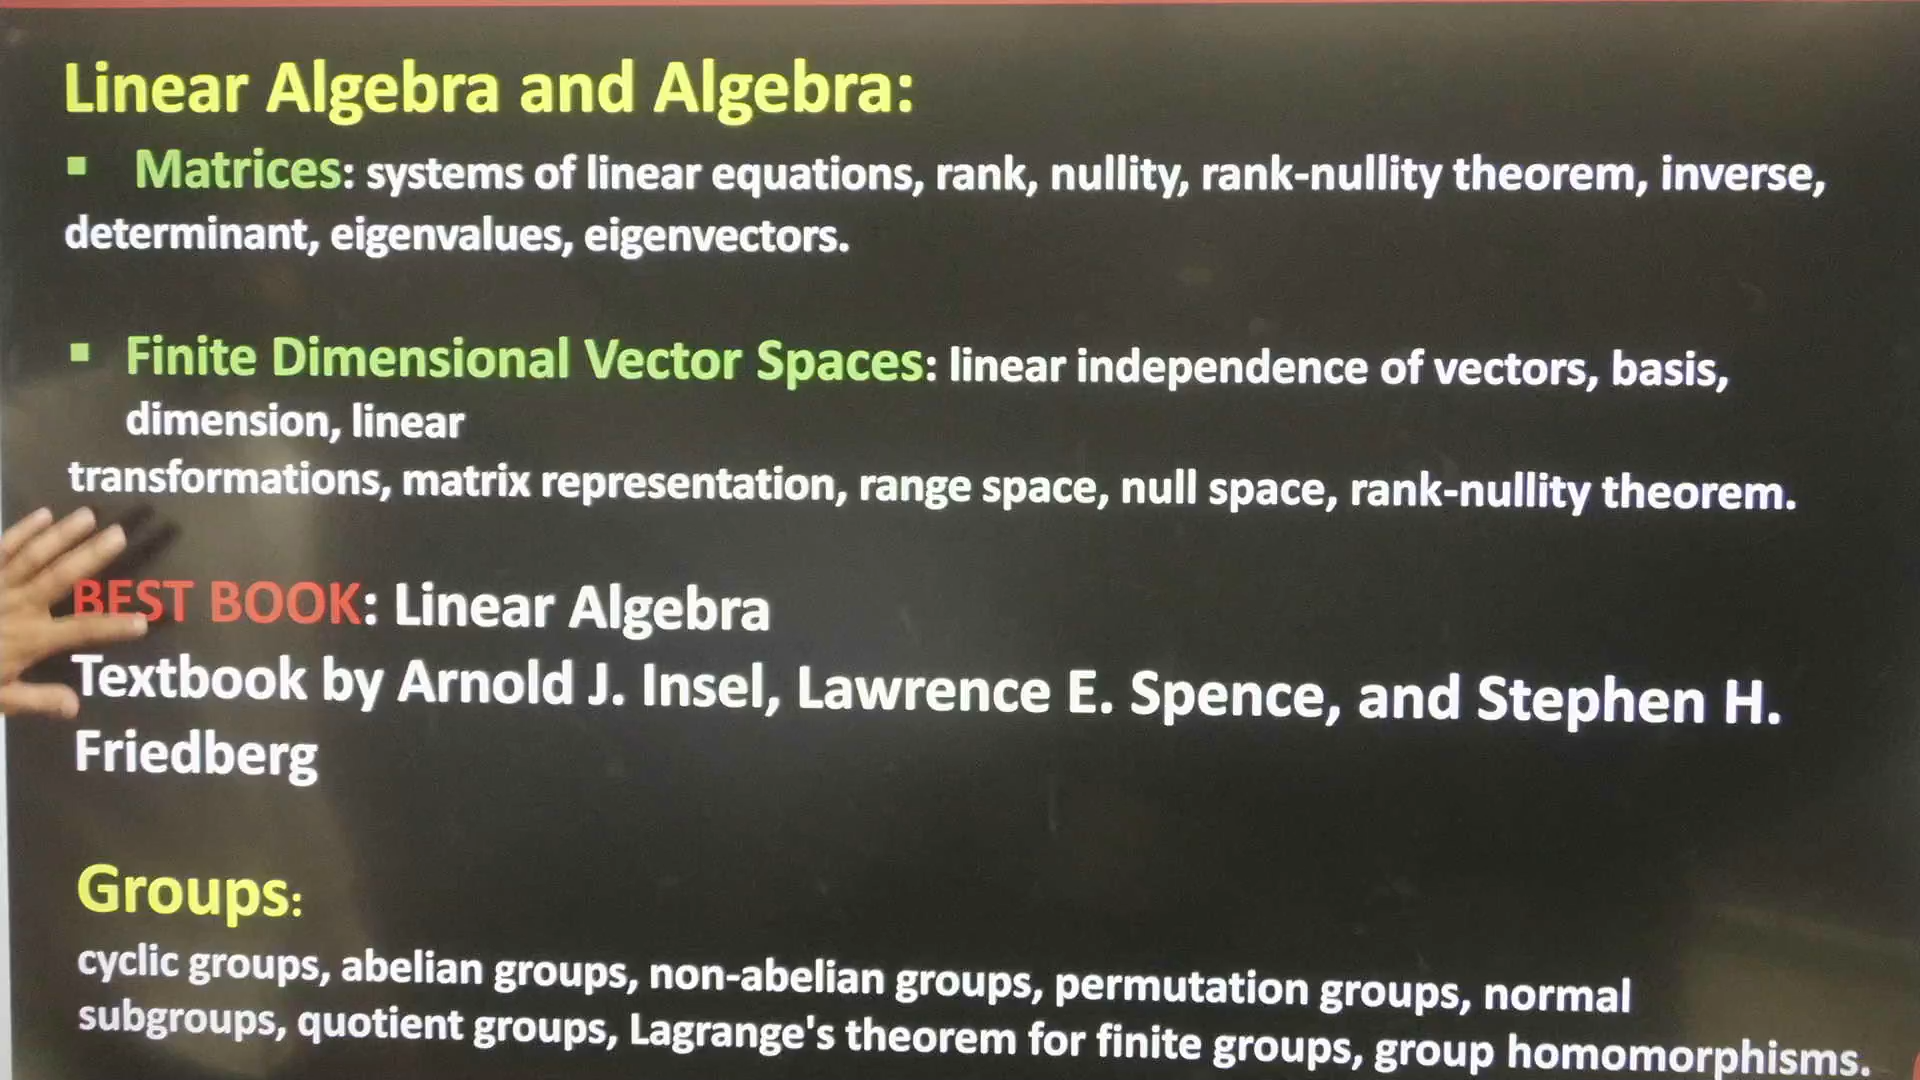 Linear Algebra and Algebra:
▪ Matrices: systems of linear equations, rank, nullity, rank-nullity theorem, inverse,
determinant, eigenvalues, eigenvectors.
▪ Finite Dimensional Vector Spaces: linear independence of vectors, basis,
dimension, linear
transformations, matrix representation, range space, null space, rank-nullity theorem.
BEST BOOK: Linear Algebra
Textbook by Arnold J. Insel, Lawrence E. Spence, and Stephen H.
Friedberg
Groups:
cyclic groups, abelian groups, non-abelian groups, permutation groups, normal
subgroups, quotient groups, Lagrange's theorem for finite groups, group homomorphisms.